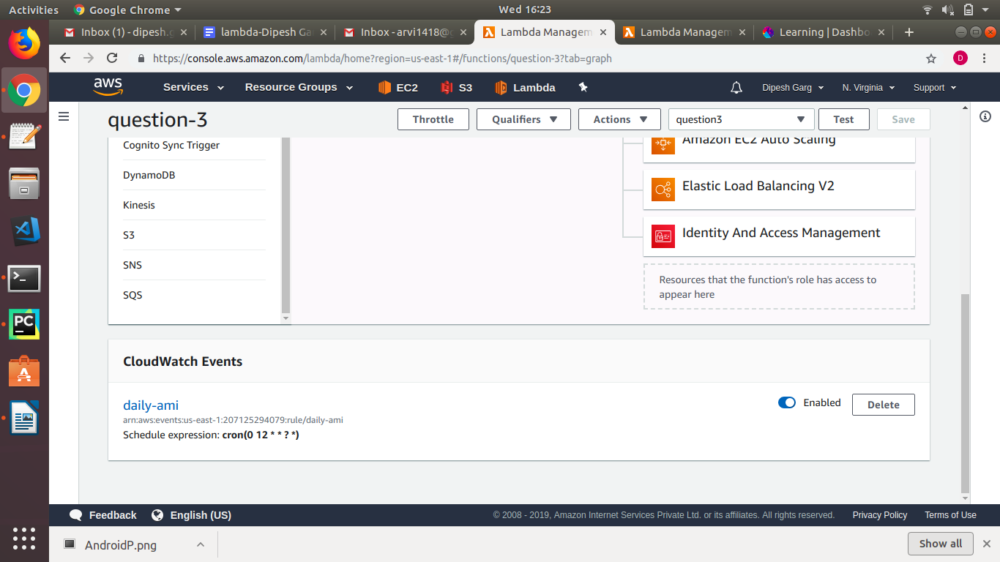 Activities Google Chrome Wed 16:23
Inbox (1) - dipesh.g lambda-Dipesh Ga Inbox - arvi1418@g Lambda Managem Lambda Managem Learning | Dashbo
https://console.aws.amazon.com/lambda/home?region=us-east-1#/functions/question-3?tab=graph D
aws Services Resource Groups EC2 S3 Lambda Dipesh Garg N. Virginia Support
question-3 Throttle Qualifiers Actions question3 Test Save
Cognito Sync Trigger
DynamoDB
Kinesis
S3
SNS
SQS
Amazon EC2 Auto Scaling
Elastic Load Balancing V2
Identity And Access Management
Resources that the function's role has access to
appear here
CloudWatch Events
daily-ami Enabled Delete
arn:aws:events:us-east-1:207125294079:rule/daily-ami
Schedule expression: cron(0 12 * * ? *)
PC
Feedback English (US) © 2008 - 2019, Amazon Internet Services Private Ltd. or its affiliates. All rights reserved. Privacy Policy Terms of Use
AndroidP.png Show all